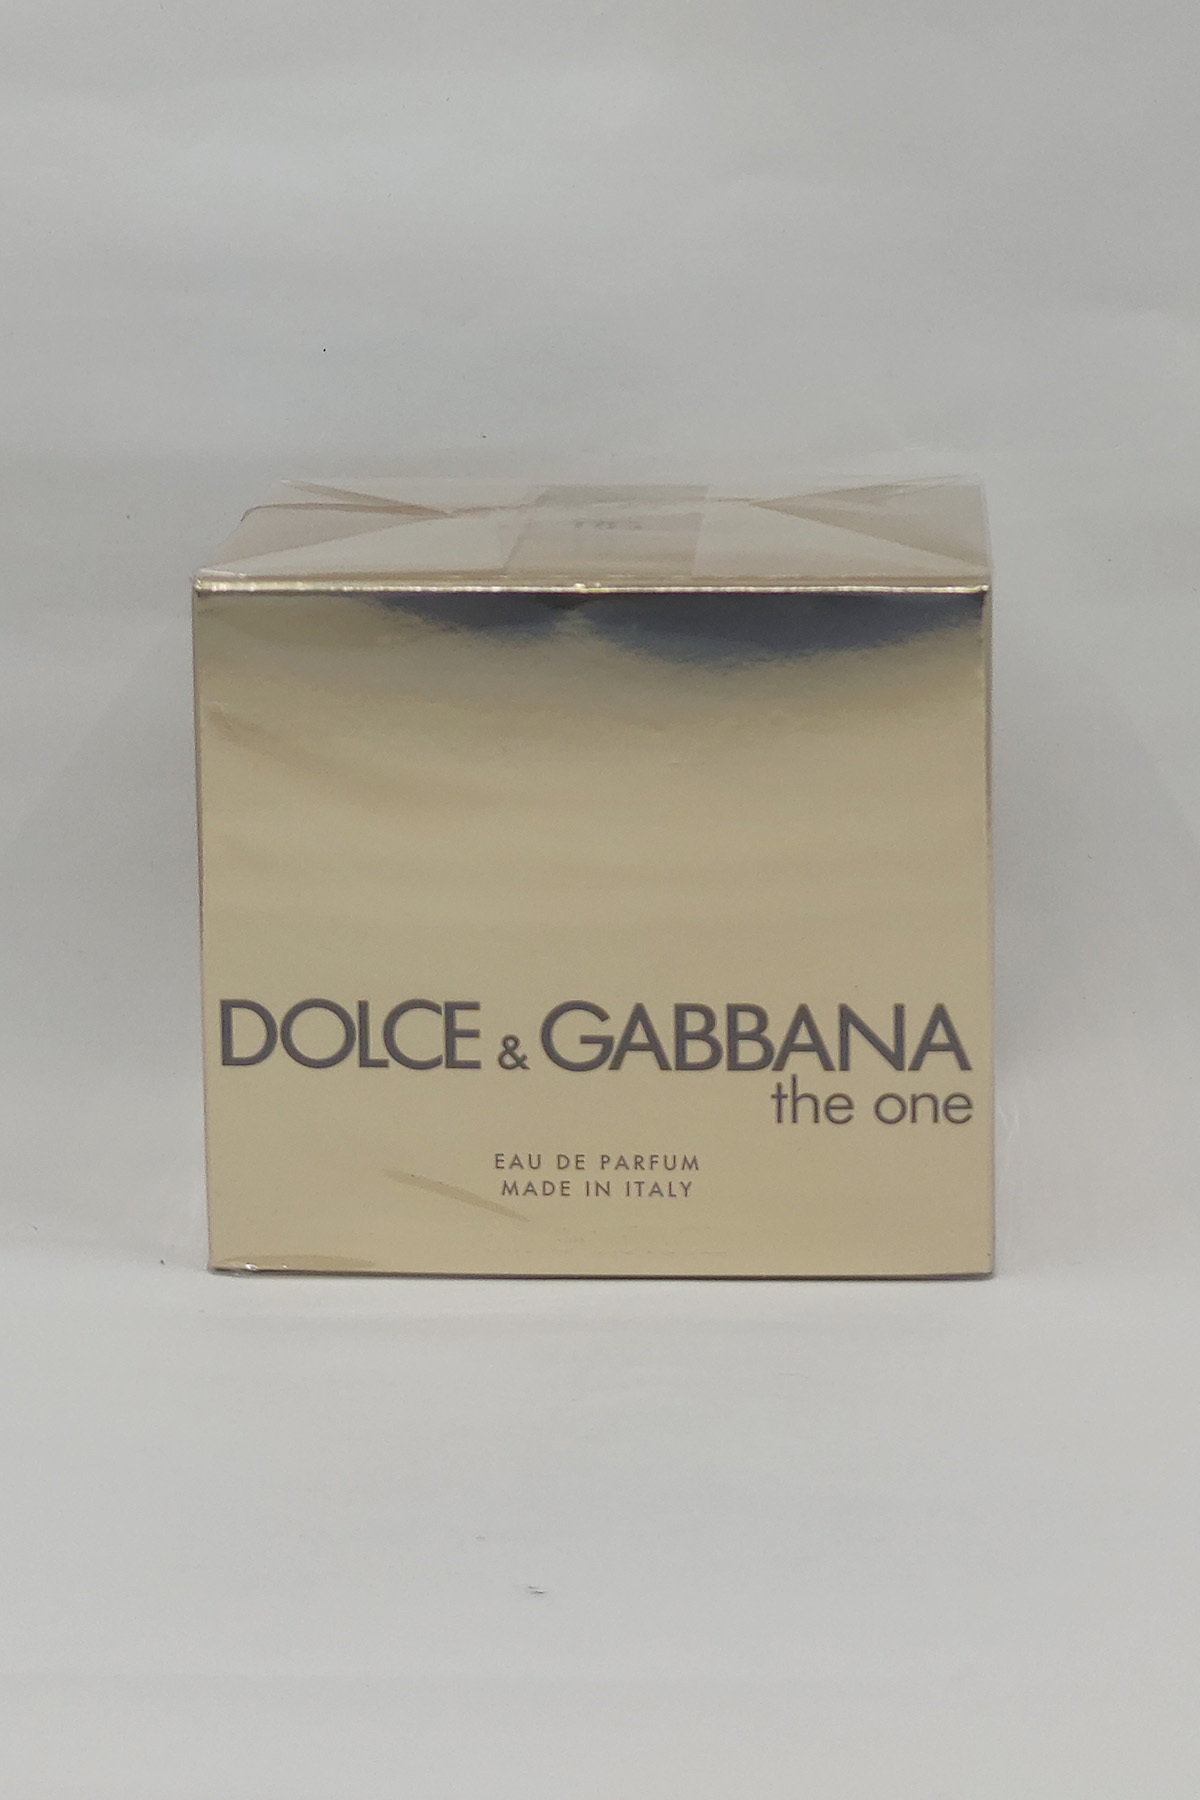 DOLCE & GABBANA
the one
EAU DE PARFUM
MADE IN ITALY